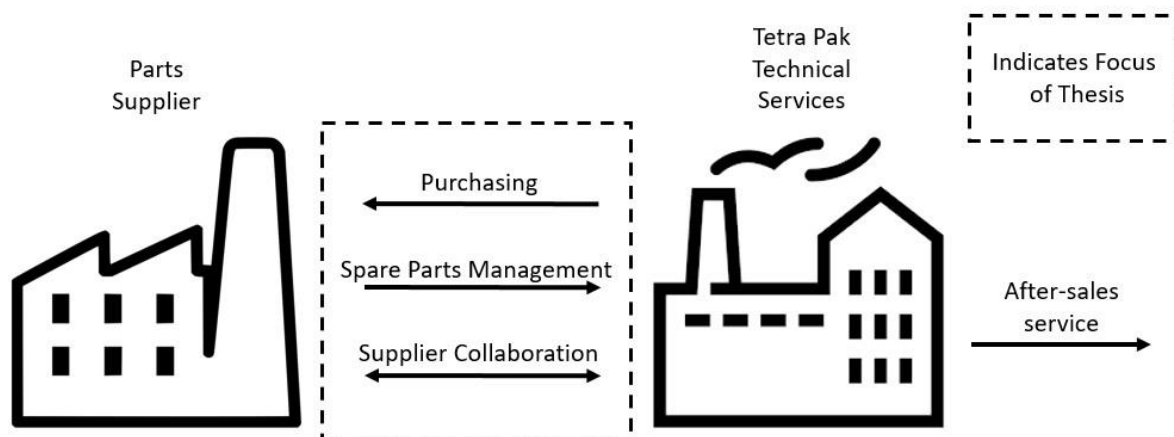 Parts
Supplier
Purchasing
Spare Parts Management
Supplier Collaboration
Tetra Pak
Technical
Services
After-sales
service
Indicates Focus
of Thesis